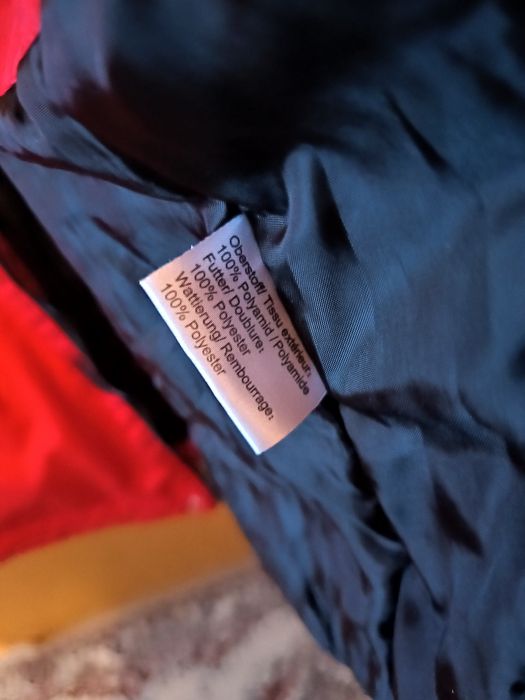 Oberstoff/ Tissu extérieur:
100% Polyamid / Polyamide
Futter/ Doublure:
100% Polyester
Wattierung/ Rembourrage:
100% Polyester